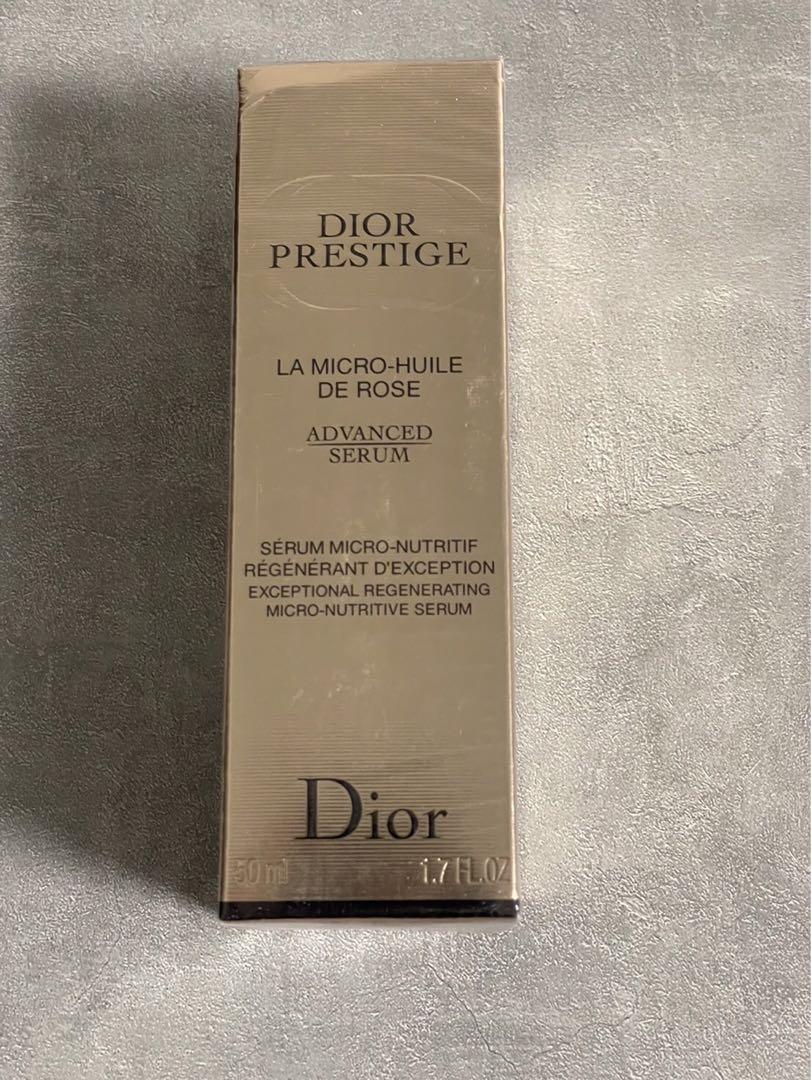 DIOR
PRESTIGE
LA MICRO-HUILE
DE ROSE
ADVANCED
SERUM
SÉRUM MICRO-NUTRITIF
RÉGÉNÉRANT D'EXCEPTION
EXCEPTIONAL REGENERATING
MICRO-NUTRITIVE SERUM
Dior
50 ml 1.7 FL.OZ